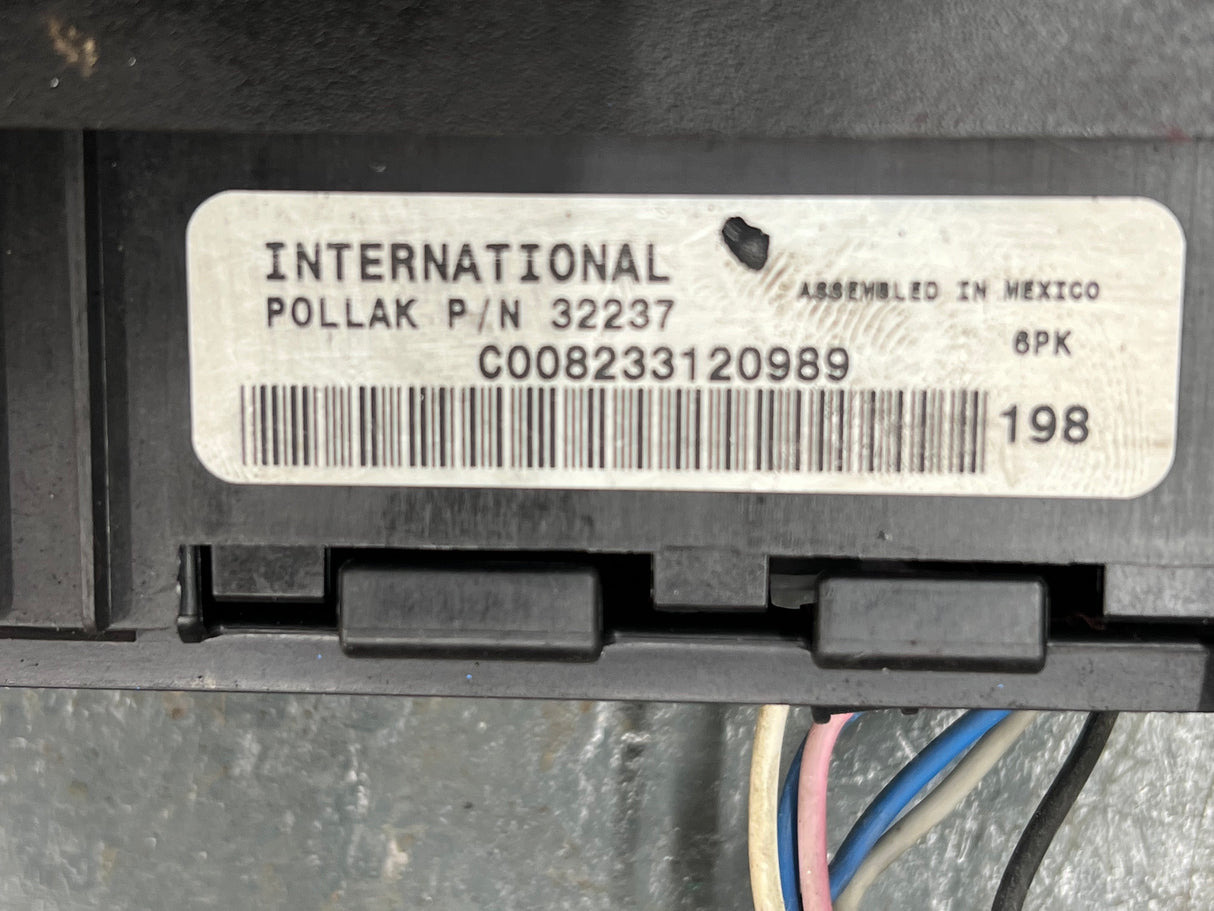 INTERNATIONAL
POLLAK P/N 32237
ASSEMBLED IN MEXICO
6PK
C008233120989
198